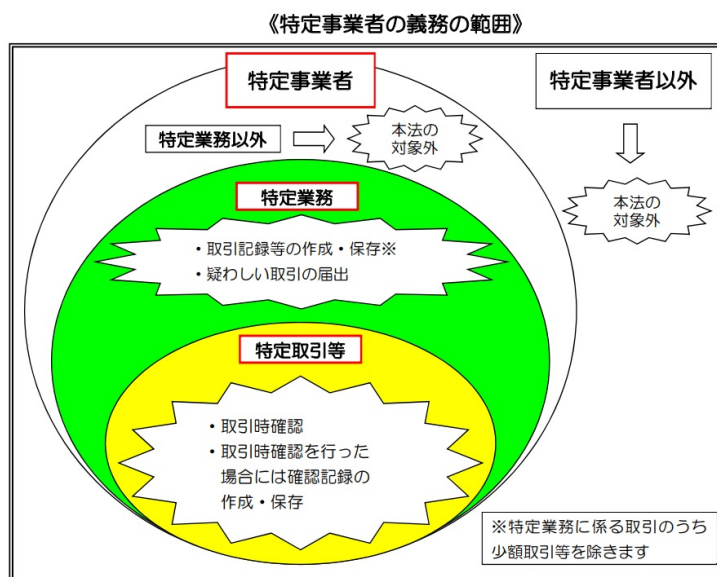 《特定事業者の義務の範囲》
特定事業者
特定事業者以外
特定業務以外
本法の
対象外
本法の
対象外
特定業務
・取引記録等の作成・保存※
・疑わしい取引の届出
特定取引等
・取引時確認
・取引時確認を行った
場合には確認記録の
作成・保存
※特定業務に係る取引のうち
少額取引等を除きます